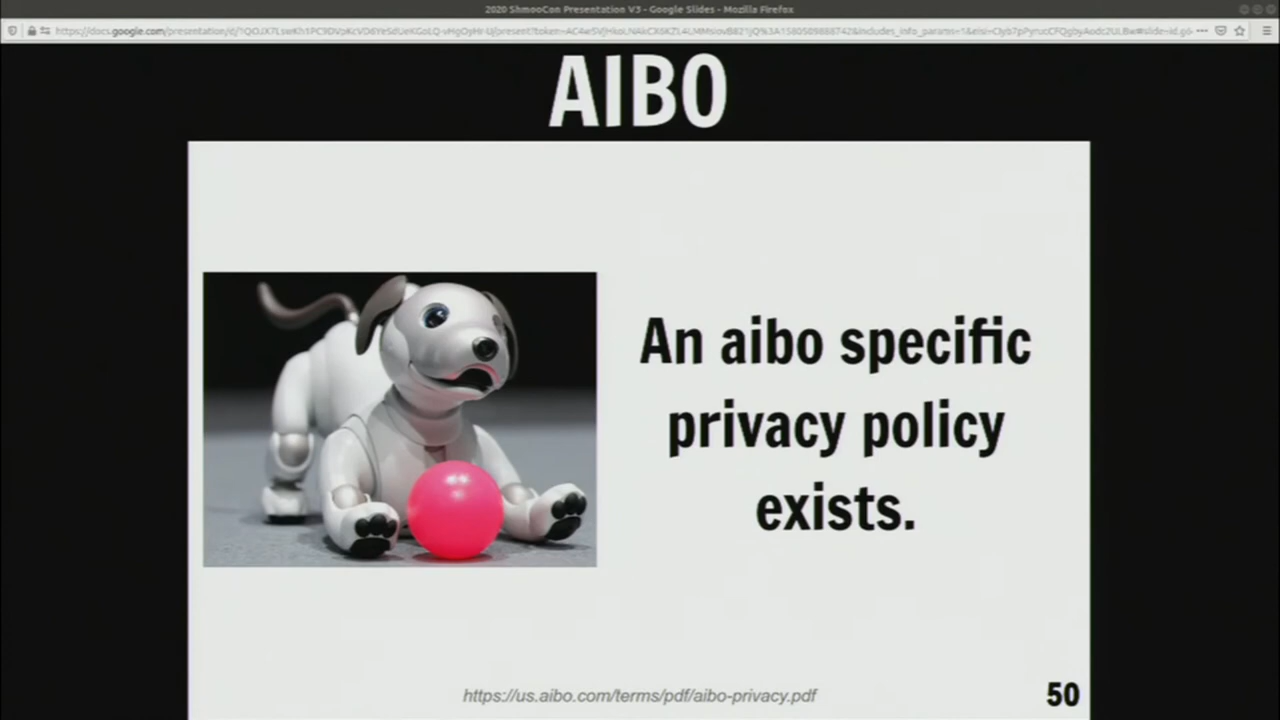 2020 ShmooCon Presentation V3 - Google Slides - Mozilla Firefox
AIBO
An aibo specific
privacy policy
exists.
https://us.aibo.com/terms/pdf/aibo-privacy.pdf
50